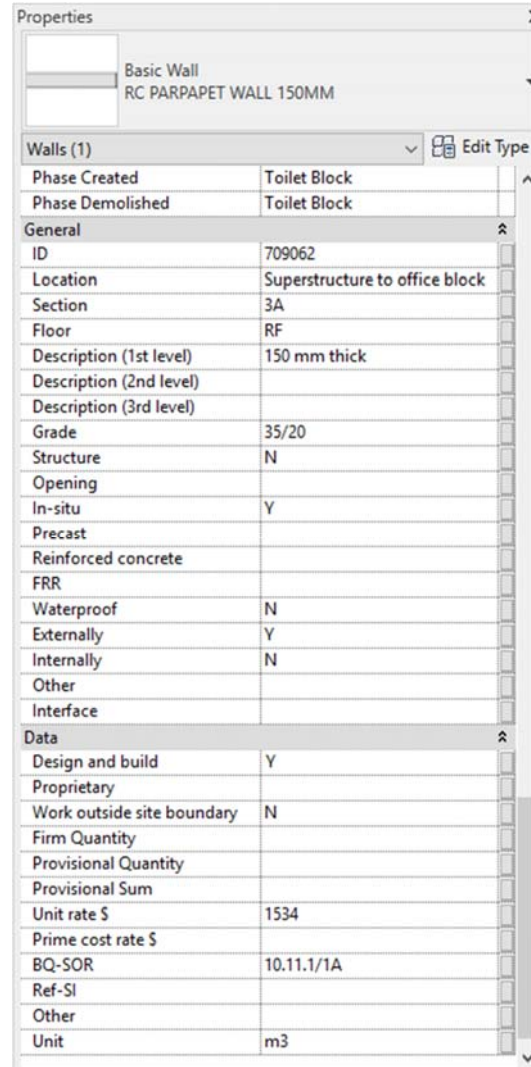 Properties
Basic Wall
RC PARPAPET WALL 150MM
Walls (1) Edit Type
Phase Created Toilet Block
Phase Demolished Toilet Block
General
ID 709062
Location Superstructure to office block
Section 3A
Floor RF
Description (1st level) 150 mm thick
Description (2nd level)
Description (3rd level)
Grade 35/20
Structure N
Opening
In-situ Y
Precast
Reinforced concrete
FRR
Waterproof N
Externally Y
Internally N
Other
Interface
Data
Design and build Y
Proprietary
Work outside site boundary N
Firm Quantity
Provisional Quantity
Provisional Sum
Unit rate $ 1534
Prime cost rate $
BQ-SOR 10.11.1/1A
Ref-SI
Other
Unit m3